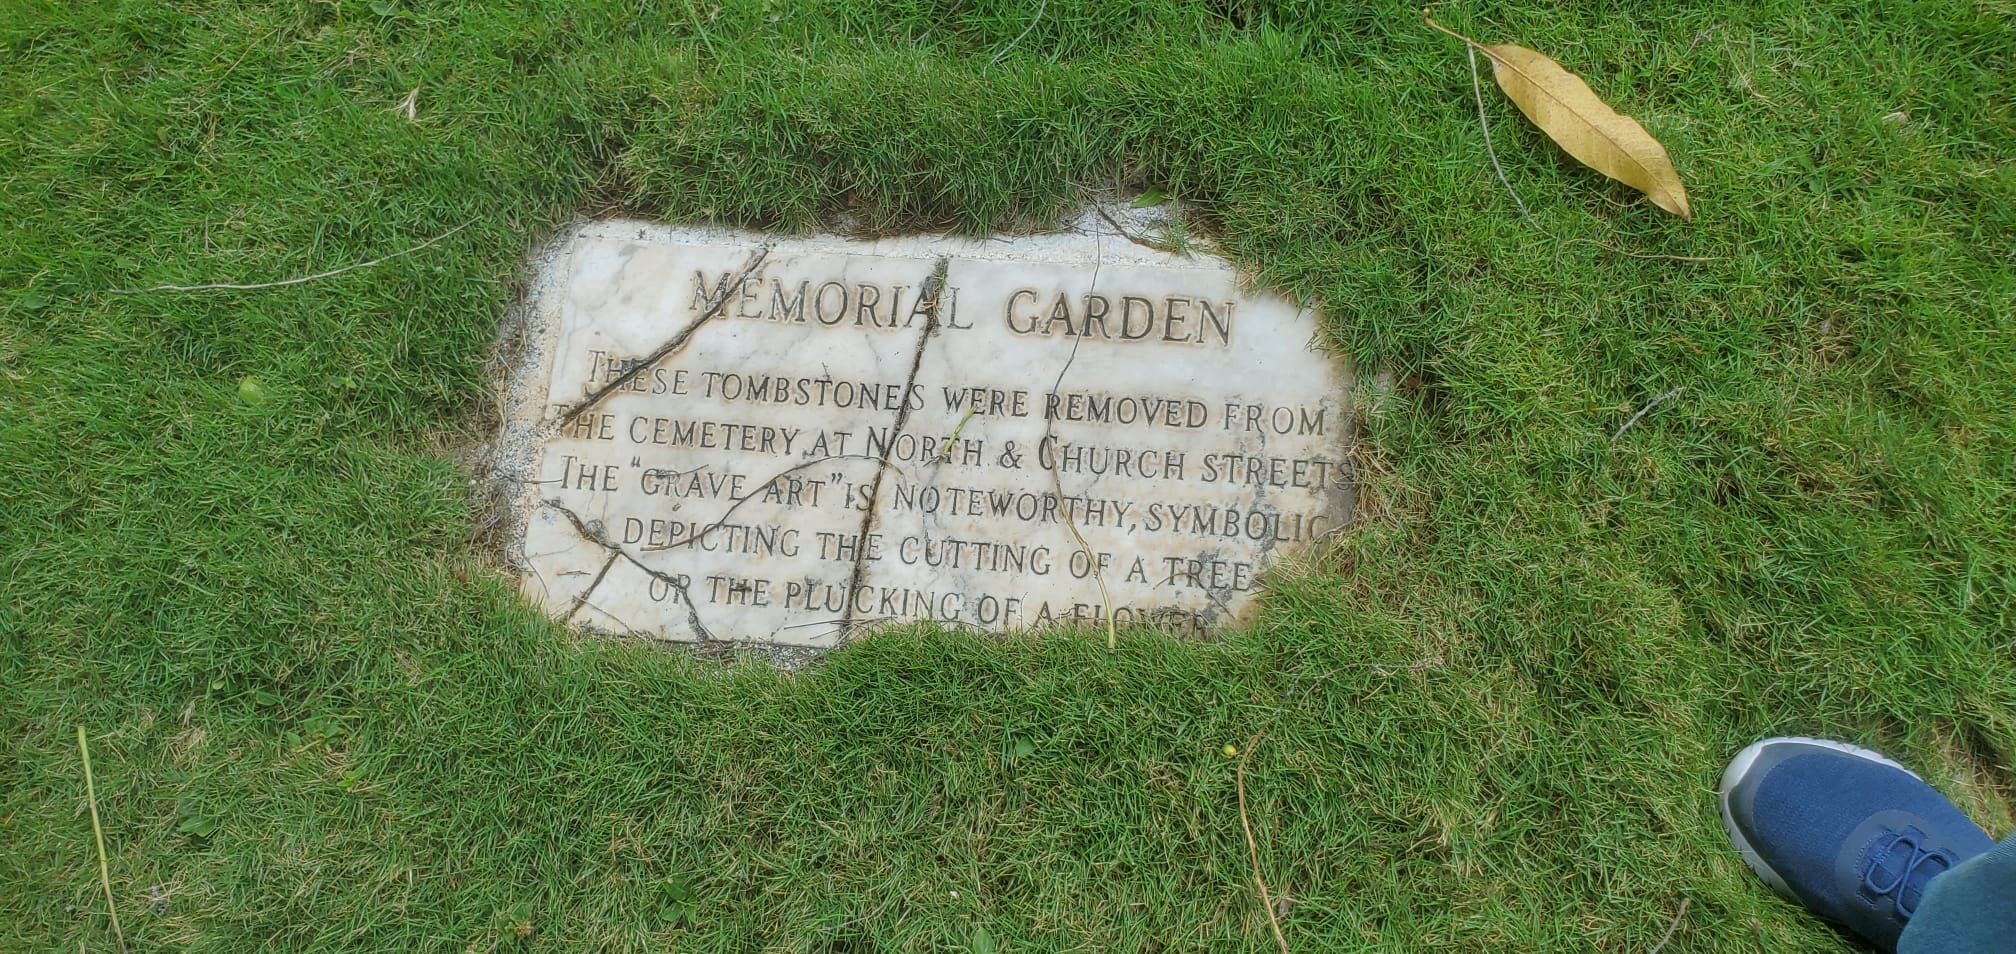 MEMORIAL GARDEN
THESE TOMBSTONES WERE REMOVED FROM
THE CEMETERY AT NORTH & CHURCH STREETS
THE "GRAVE ART" IS NOTEWORTHY, SYMBOLIC
DEPICTING THE CUTTING OF A TREE
OR THE PLUCKING OF A FLOWER